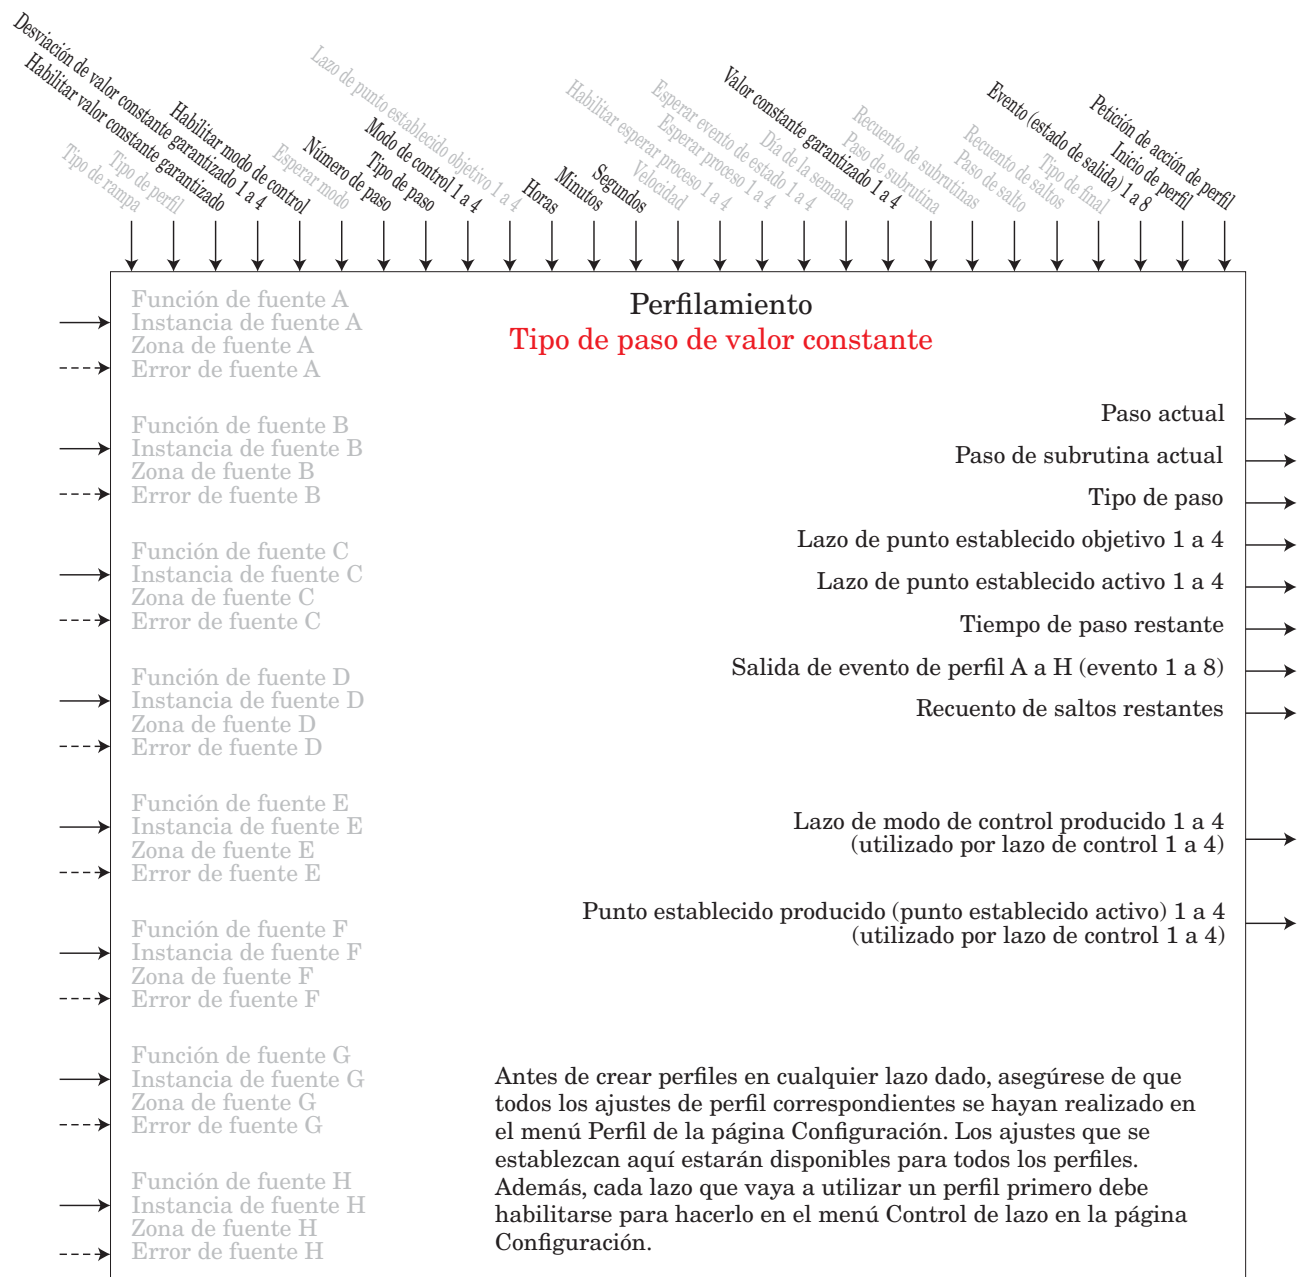 Tipo de rampa
Tipo de perfil
Habilitar valor constante garantizado
Desviación de valor constante garantizado 1 a 4
Habilitar modo de control
Esperar modo
Número de paso
Tipo de paso
Modo de control 1 a 4
Lazo de punto establecido objetivo 1 a 4
Horas
Minutos
Segundos
Velocidad
Habilitar esperar proceso 1 a 4
Esperar proceso 1 a 4
Esperar evento de estado 1 a 4
Día de la semana
Valor constante garantizado 1 a 4
Paso de subrutina
Recuento de subrutinas
Paso de salto
Recuento de saltos
Tipo de final
Evento (estado de salida) 1 a 8
Inicio de perfil
Petición de acción de perfil
Perfilamiento
Tipo de paso de valor constante
Función de fuente A
Instancia de fuente A
Zona de fuente A
Error de fuente A
Función de fuente B
Instancia de fuente B
Zona de fuente B
Error de fuente B
Función de fuente C
Instancia de fuente C
Zona de fuente C
Error de fuente C
Función de fuente D
Instancia de fuente D
Zona de fuente D
Error de fuente D
Función de fuente E
Instancia de fuente E
Zona de fuente E
Error de fuente E
Función de fuente F
Instancia de fuente F
Zona de fuente F
Error de fuente F
Función de fuente G
Instancia de fuente G
Zona de fuente G
Error de fuente G
Función de fuente H
Instancia de fuente H
Zona de fuente H
Error de fuente H
Paso actual
Paso de subrutina actual
Tipo de paso
Lazo de punto establecido objetivo 1 a 4
Lazo de punto establecido activo 1 a 4
Tiempo de paso restante
Salida de evento de perfil A a H (evento 1 a 8)
Recuento de saltos restantes
Lazo de modo de control producido 1 a 4
(utilizado por lazo de control 1 a 4)
Punto establecido producido (punto establecido activo) 1 a 4
(utilizado por lazo de control 1 a 4)
Antes de crear perfiles en cualquier lazo dado, asegúrese de que
todos los ajustes de perfil correspondientes se hayan realizado en
el menú Perfil de la página Configuración. Los ajustes que se
establezcan aquí estarán disponibles para todos los perfiles.
Además, cada lazo que vaya a utilizar un perfil primero debe
habilitarse para hacerlo en el menú Control de lazo en la página
Configuración.